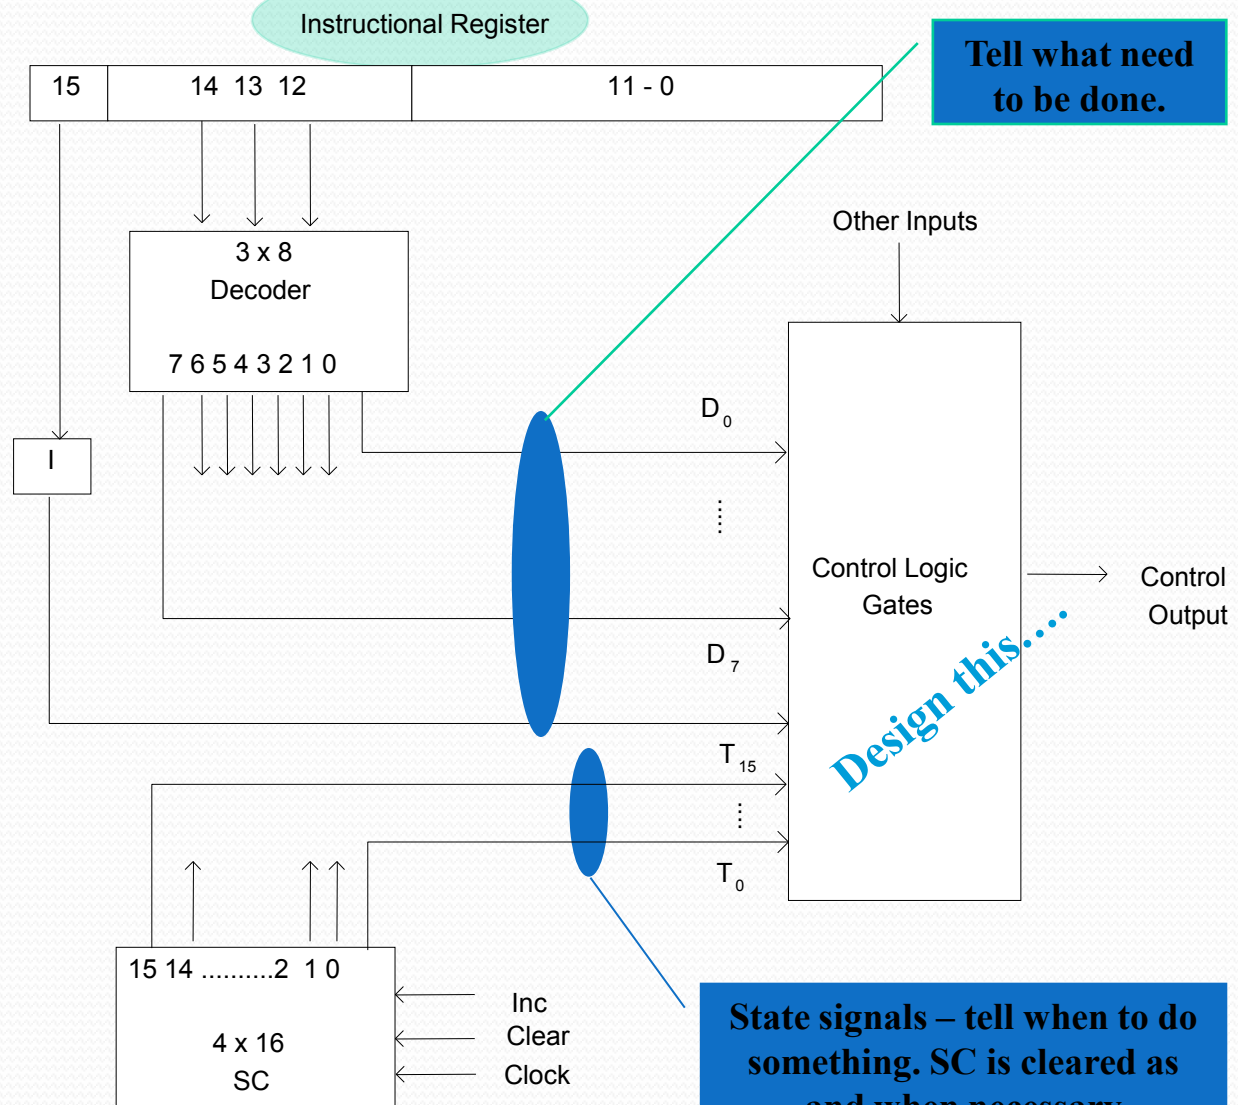 Instructional Register
Tell what need
to be done.
15
14 13 12
11 - 0
Other Inputs
3 x 8
Decoder
7 6 5 4 3 2 1 0
D0
I
Control Logic
Gates
Control
Output
Design this....
D7
T15
T0
15 14 ..........2 1 0
4 x 16
SC
Inc
Clear
Clock
State signals – tell when to do
something. SC is cleared as
and when necessary